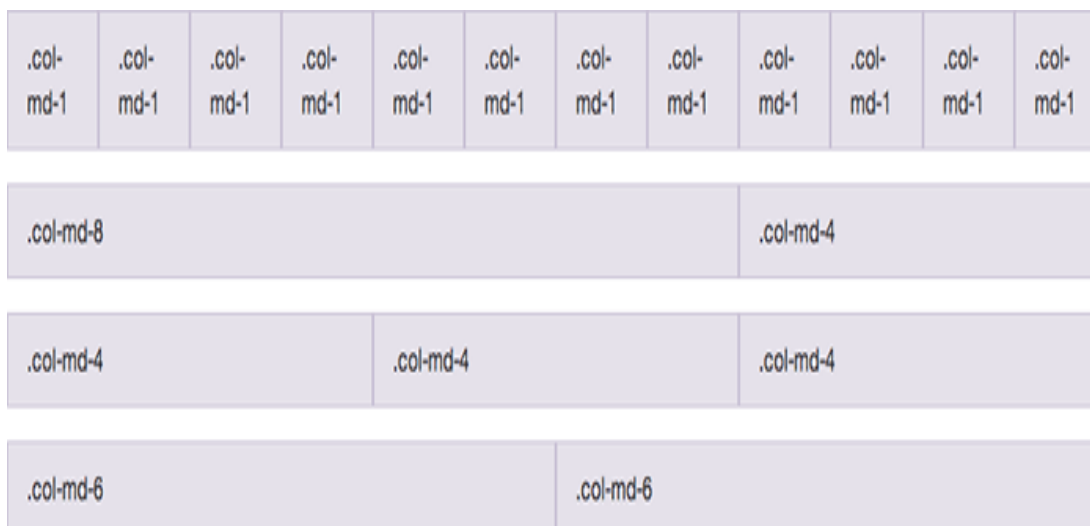 .col- .col- .col- .col- .col- .col- .col- .col- .col- .col- .col- .col-
md-1 md-1 md-1 md-1 md-1 md-1 md-1 md-1 md-1 md-1 md-1 md-1
.col-md-8 .col-md-4
.col-md-4 .col-md-4 .col-md-4
.col-md-6 .col-md-6